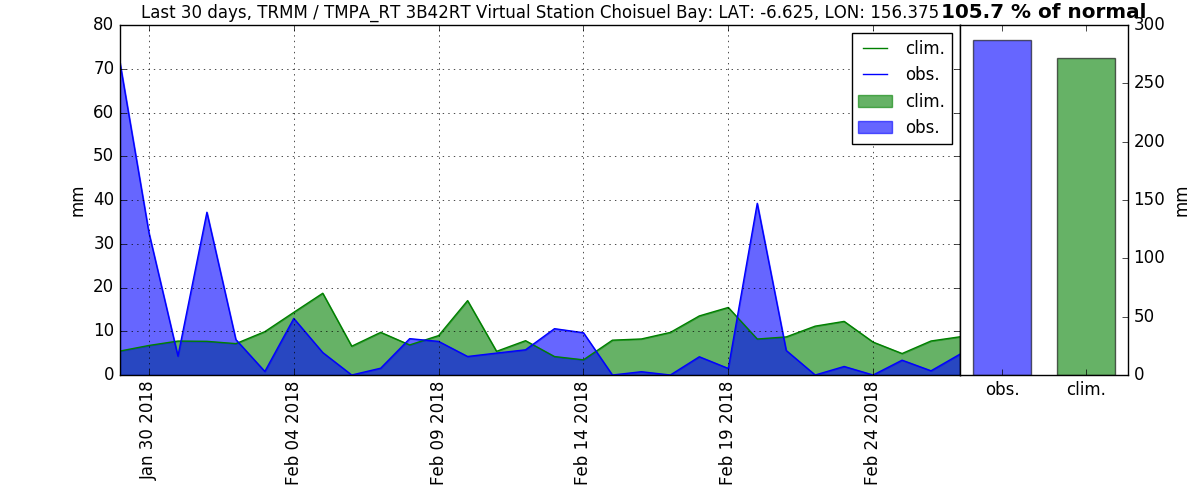 Last 30 days, TRMM / TMPA_RT 3B42RT Virtual Station Choisuel Bay: LAT: -6.625, LON: 156.375
105.7 % of normal
80
70
60
50
40
30
20
10
0
mm
clim.
obs.
clim.
obs.
Jan 30 2018
Feb 04 2018
Feb 09 2018
Feb 14 2018
Feb 19 2018
Feb 24 2018
300
250
200
150
100
50
0
mm
obs.
clim.